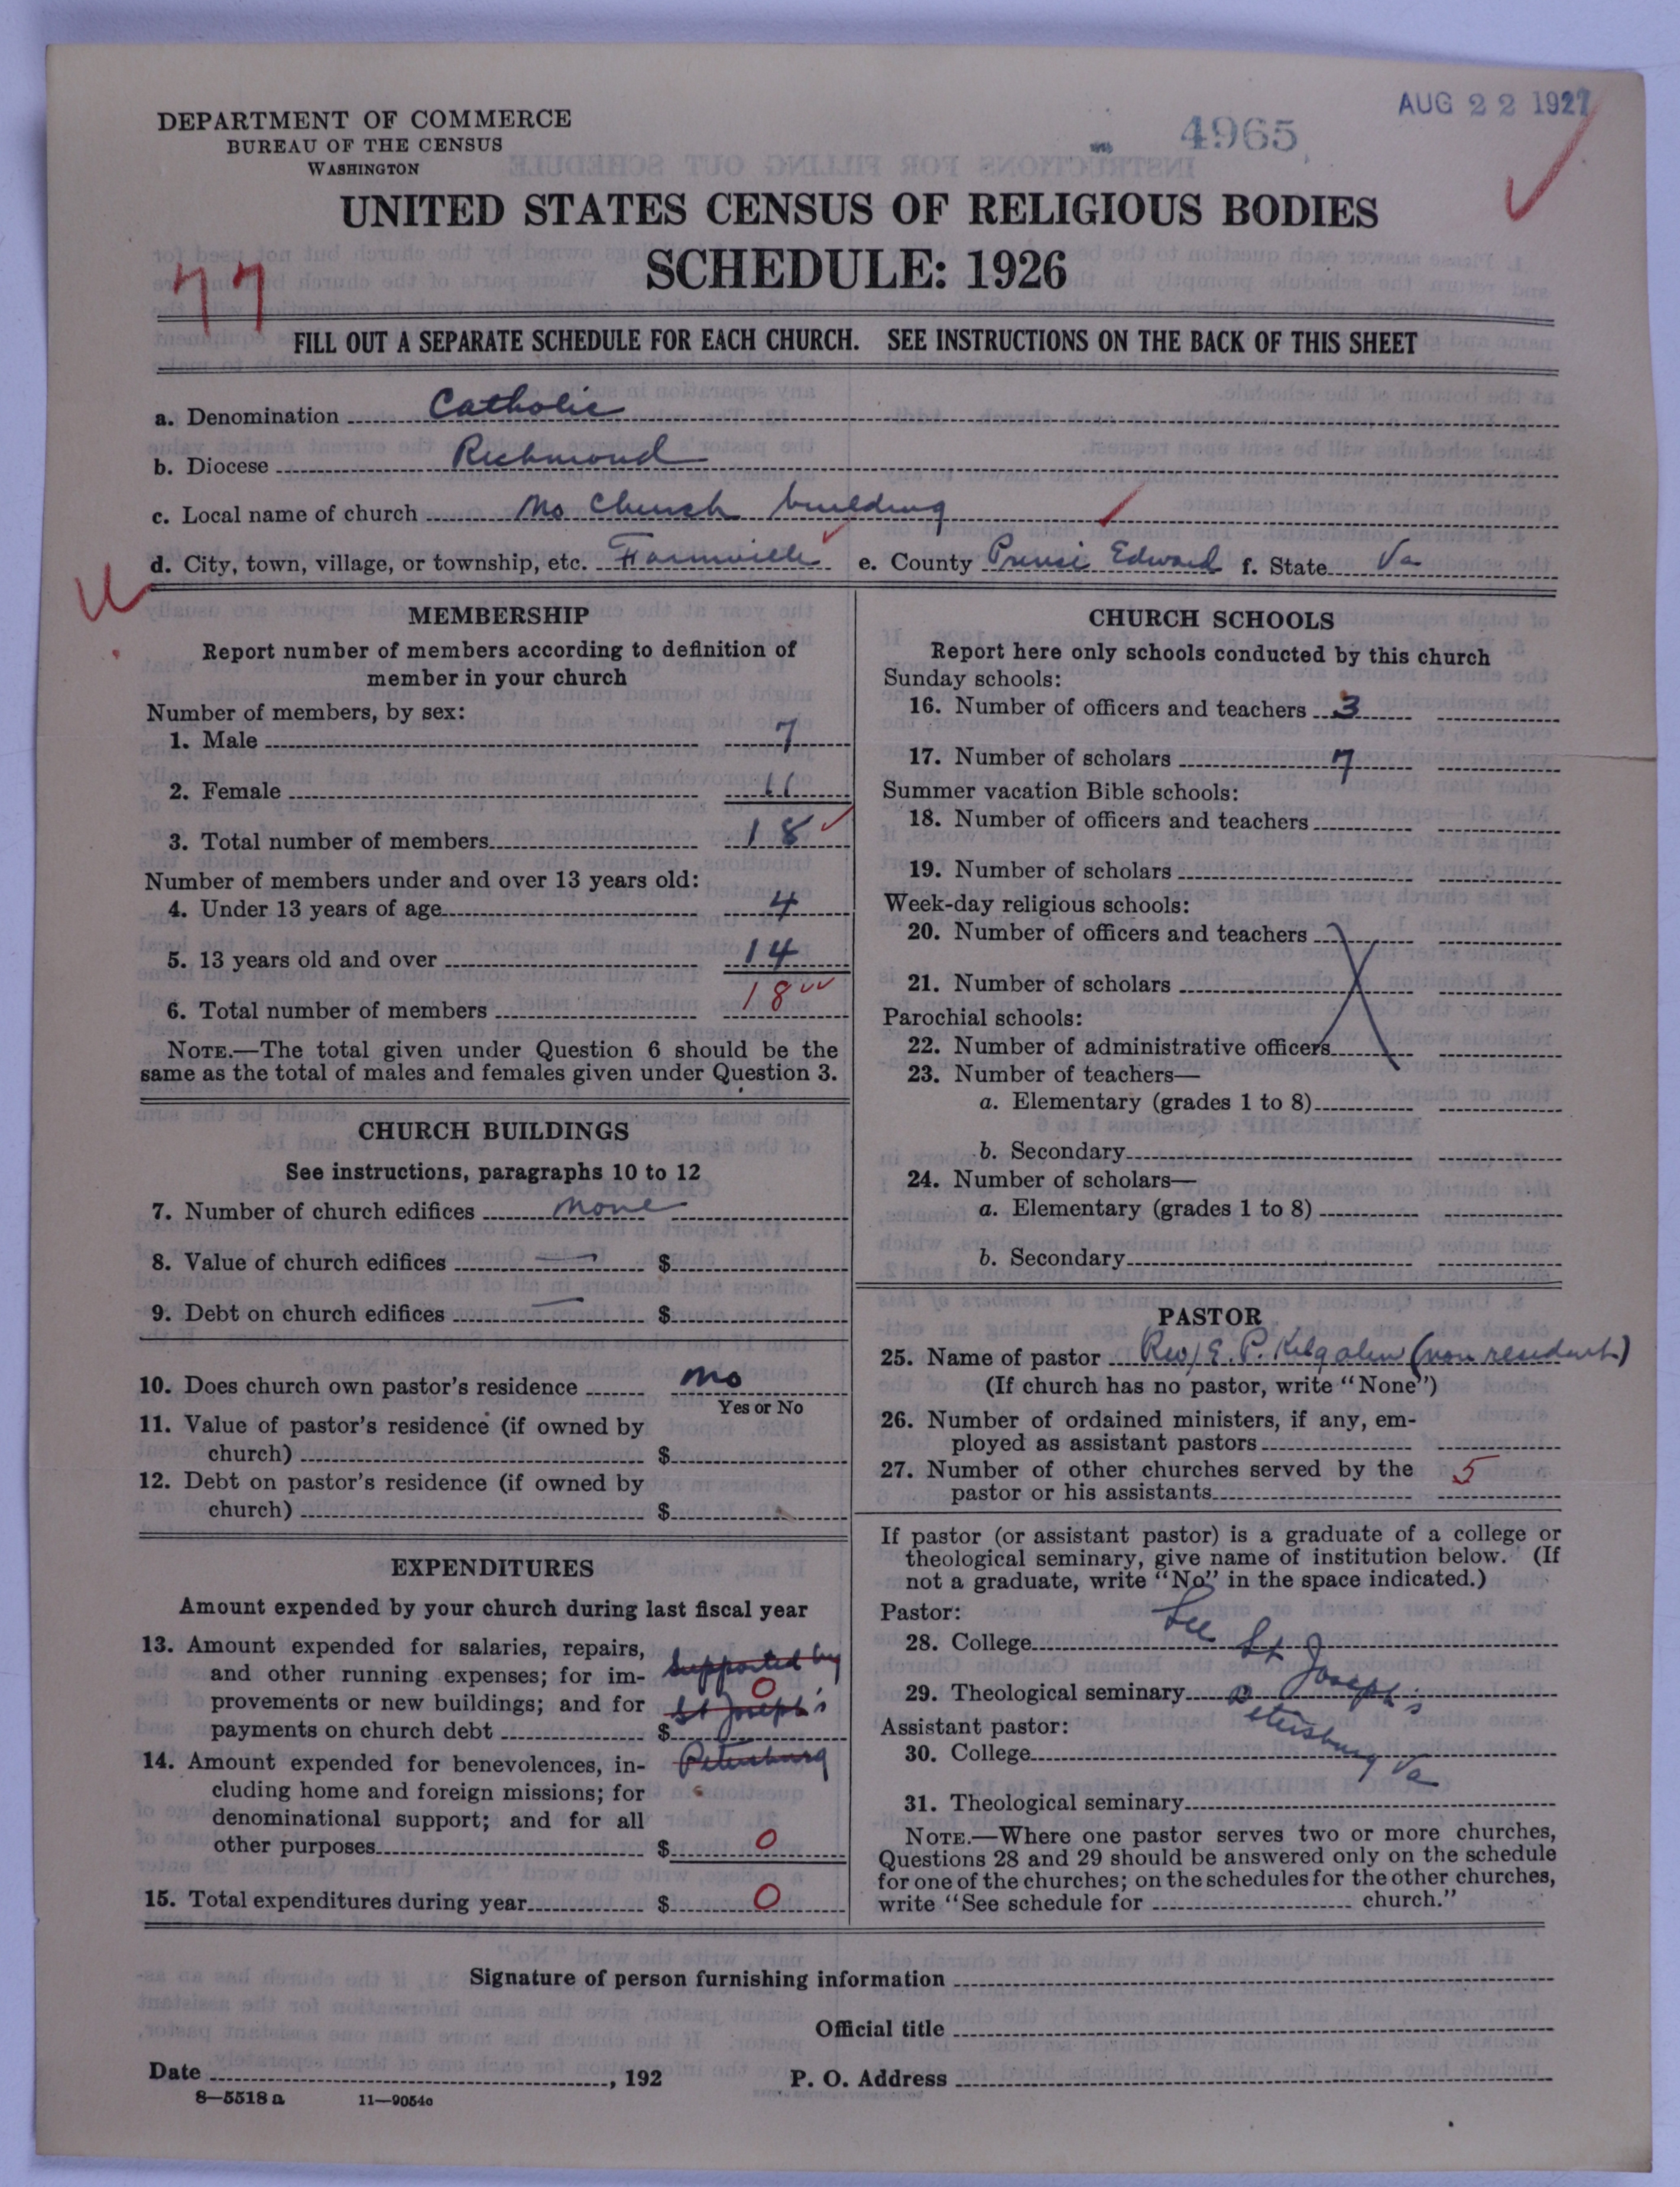 AUG 22 1927
4965
DEPARTMENT OF COMMERCE
BUREAU OF THE CENSUS
WASHINGTON
UNITED STATES CENSUS OF RELIGIOUS BODIES
SCHEDULE: 1926
77
FILL OUT A SEPARATE SCHEDULE FOR EACH CHURCH. SEE INSTRUCTIONS ON THE BACK OF THIS SHEET
a. Denomination Catholic
b. Diocese Richmond
c. Local name of church No Church building
d. City, town, village, or township, etc. Farmville e. County Prince Edward f. State Va
MEMBERSHIP
Report number of members according to definition of
member in your church
Number of members, by sex:
1. Male 7
2. Female 11
3. Total number of members 18
Number of members under and over 13 years old:
4. Under 13 years of age 4
5. 13 years old and over 14
6. Total number of members 18
NOTE.—The total given under Question 6 should be the
same as the total of males and females given under Question 3.
CHURCH BUILDINGS
See instructions, paragraphs 10 to 12
7. Number of church edifices none
8. Value of church edifices — $
9. Debt on church edifices — $
10. Does church own pastor's residence no
Yes or No
11. Value of pastor's residence (if owned by
church) $
12. Debt on pastor's residence (if owned by
church) $
EXPENDITURES
Amount expended by your church during last fiscal year
13. Amount expended for salaries, repairs,
and other running expenses; for im- Supported by
provements or new buildings; and for 0 St Joseph's
payments on church debt $
14. Amount expended for benevolences, in- Petersburg
cluding home and foreign missions; for
denominational support; and for all
other purposes $ 0
15. Total expenditures during year $ 0
CHURCH SCHOOLS
Report here only schools conducted by this church
Sunday schools:
16. Number of officers and teachers 3
17. Number of scholars 7
Summer vacation Bible schools:
18. Number of officers and teachers
19. Number of scholars
Week-day religious schools:
20. Number of officers and teachers
21. Number of scholars
Parochial schools:
22. Number of administrative officers
23. Number of teachers—
a. Elementary (grades 1 to 8)
b. Secondary
24. Number of scholars—
a. Elementary (grades 1 to 8)
b. Secondary
PASTOR
25. Name of pastor Rev. E. P. (non resident)
(If church has no pastor, write "None")
26. Number of ordained ministers, if any, em-
ployed as assistant pastors
27. Number of other churches served by the 5
pastor or his assistants
If pastor (or assistant pastor) is a graduate of a college or
theological seminary, give name of institution below. (If
not a graduate, write "No" in the space indicated.)
Pastor:
28. College See St
29. Theological seminary Joseph's
Assistant pastor: Petersburg
30. College Va
31. Theological seminary
NOTE.—Where one pastor serves two or more churches,
Questions 28 and 29 should be answered only on the schedule
for one of the churches; on the schedules for the other churches,
write "See schedule for church."
Signature of person furnishing information
Official title
Date , 192 P. O. Address
8—5518 a 11—9054o